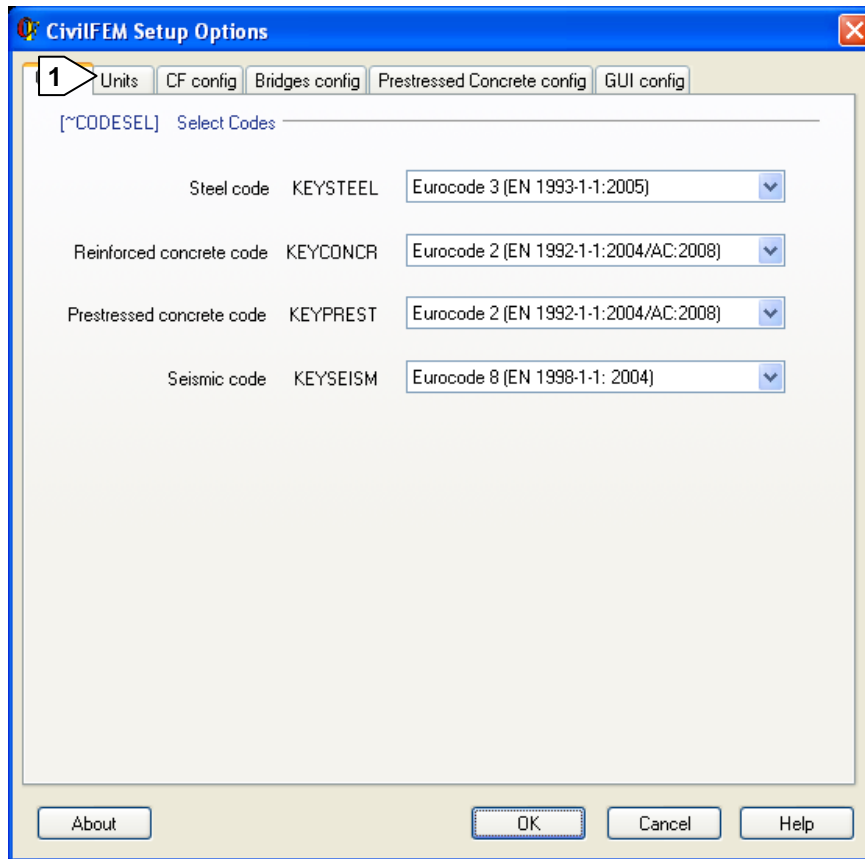 CivilFEM Setup Options
1
Units CF config Bridges config Prestressed Concrete config GUI config
[~CODESEL] Select Codes
Steel code KEYSTEEL Eurocode 3 (EN 1993-1-1:2005)
Reinforced concrete code KEYCONCR Eurocode 2 (EN 1992-1-1:2004/AC:2008)
Prestressed concrete code KEYPREST Eurocode 2 (EN 1992-1-1:2004/AC:2008)
Seismic code KEYSEISM Eurocode 8 (EN 1998-1-1: 2004)
About OK Cancel Help